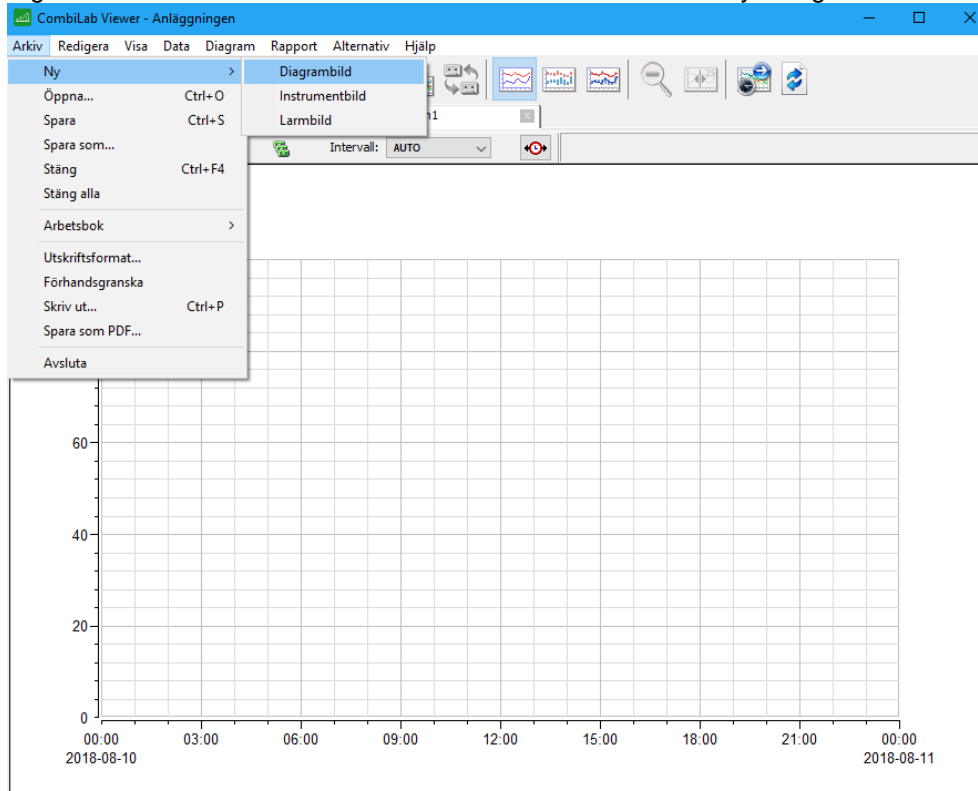 CombiLab Viewer - Anläggningen
Arkiv Redigera Visa Data Diagram Rapport Alternativ Hjälp
Ny > Diagrambild
Öppna... Ctrl+O Instrumentbild
Spara Ctrl+S Larmbild
Spara som... Intervall: AUTO
Stäng Ctrl+F4
Stäng alla
Arbetsbok >
Utskriftsformat...
Förhandsgranska
Skriv ut... Ctrl+P
Spara som PDF...
Avsluta
60
40
20
0
00:00 03:00 06:00 09:00 12:00 15:00 18:00 21:00 00:00
2018-08-10 2018-08-11